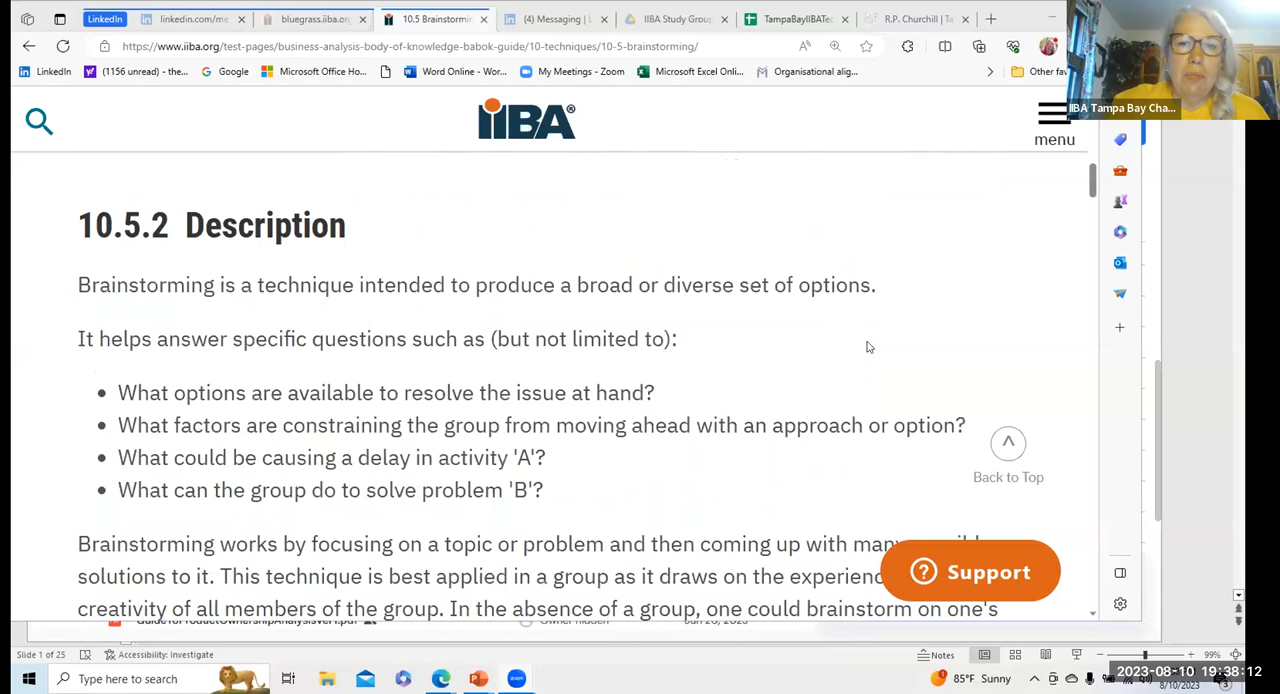 LinkedIn
linkedin.com/me
bluegrass.iiba.or
10.5 Brainstormin
(4) Messaging | L
IIBA Study Group
TampaBayIIBATec
R.P. Churchill | Ta
https://www.iiba.org/test-pages/business-analysis-body-of-knowledge-babok-guide/10-techniques/10-5-brainstorming/
LinkedIn
(1156 unread) - the...
Google
Microsoft Office Ho...
Word Online - Wor...
My Meetings - Zoom
Microsoft Excel Onl...
Organisational alig...
Other fav
IIBA Tampa Bay Cha...
iiBA®
menu
10.5.2 Description
Brainstorming is a technique intended to produce a broad or diverse set of options.
It helps answer specific questions such as (but not limited to):
• What options are available to resolve the issue at hand?
• What factors are constraining the group from moving ahead with an approach or option?
• What could be causing a delay in activity 'A'?
• What can the group do to solve problem 'B'?
Back to Top
Brainstorming works by focusing on a topic or problem and then coming up with many
solutions to it. This technique is best applied in a group as it draws on the
creativity of all members of the group. In the absence of a group, one could brainstorm on one's
Support
Slide 1 of 25
Accessibility: Investigate
Notes
99%
Type here to search
85°F Sunny
2023-08-10 19:38:12
8/10/2023